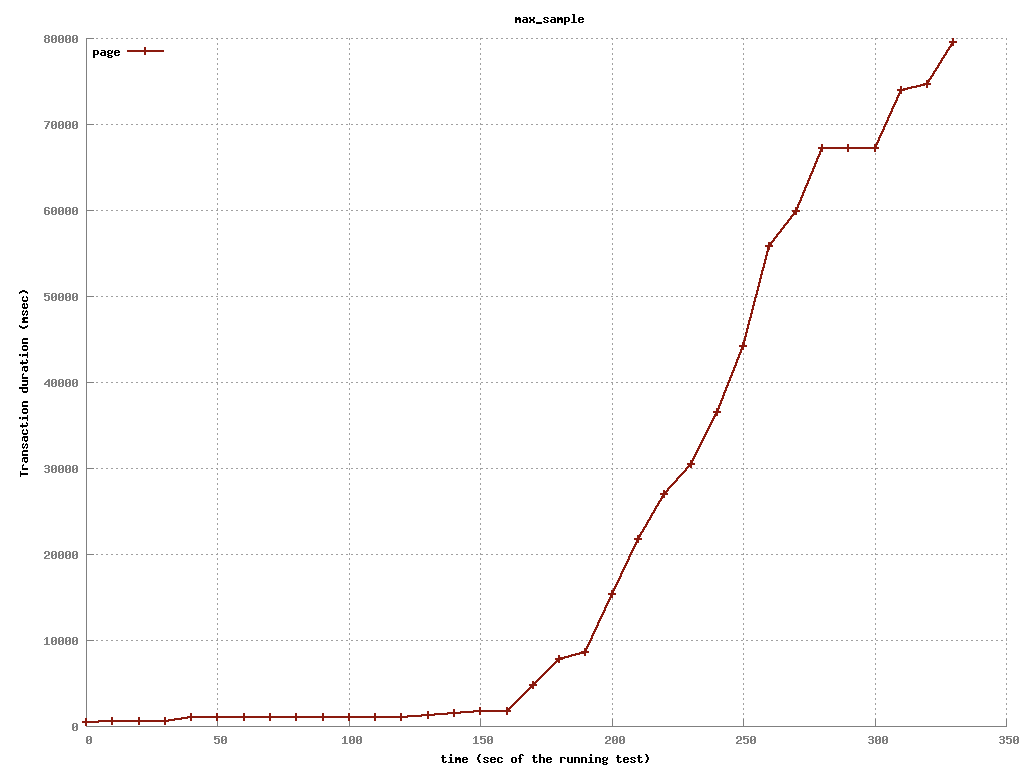 max_sample
80000
page
70000
60000
50000
40000
30000
20000
10000
0
Transaction duration (msec)
0 50 100 150 200 250 300 350
time (sec of the running test)